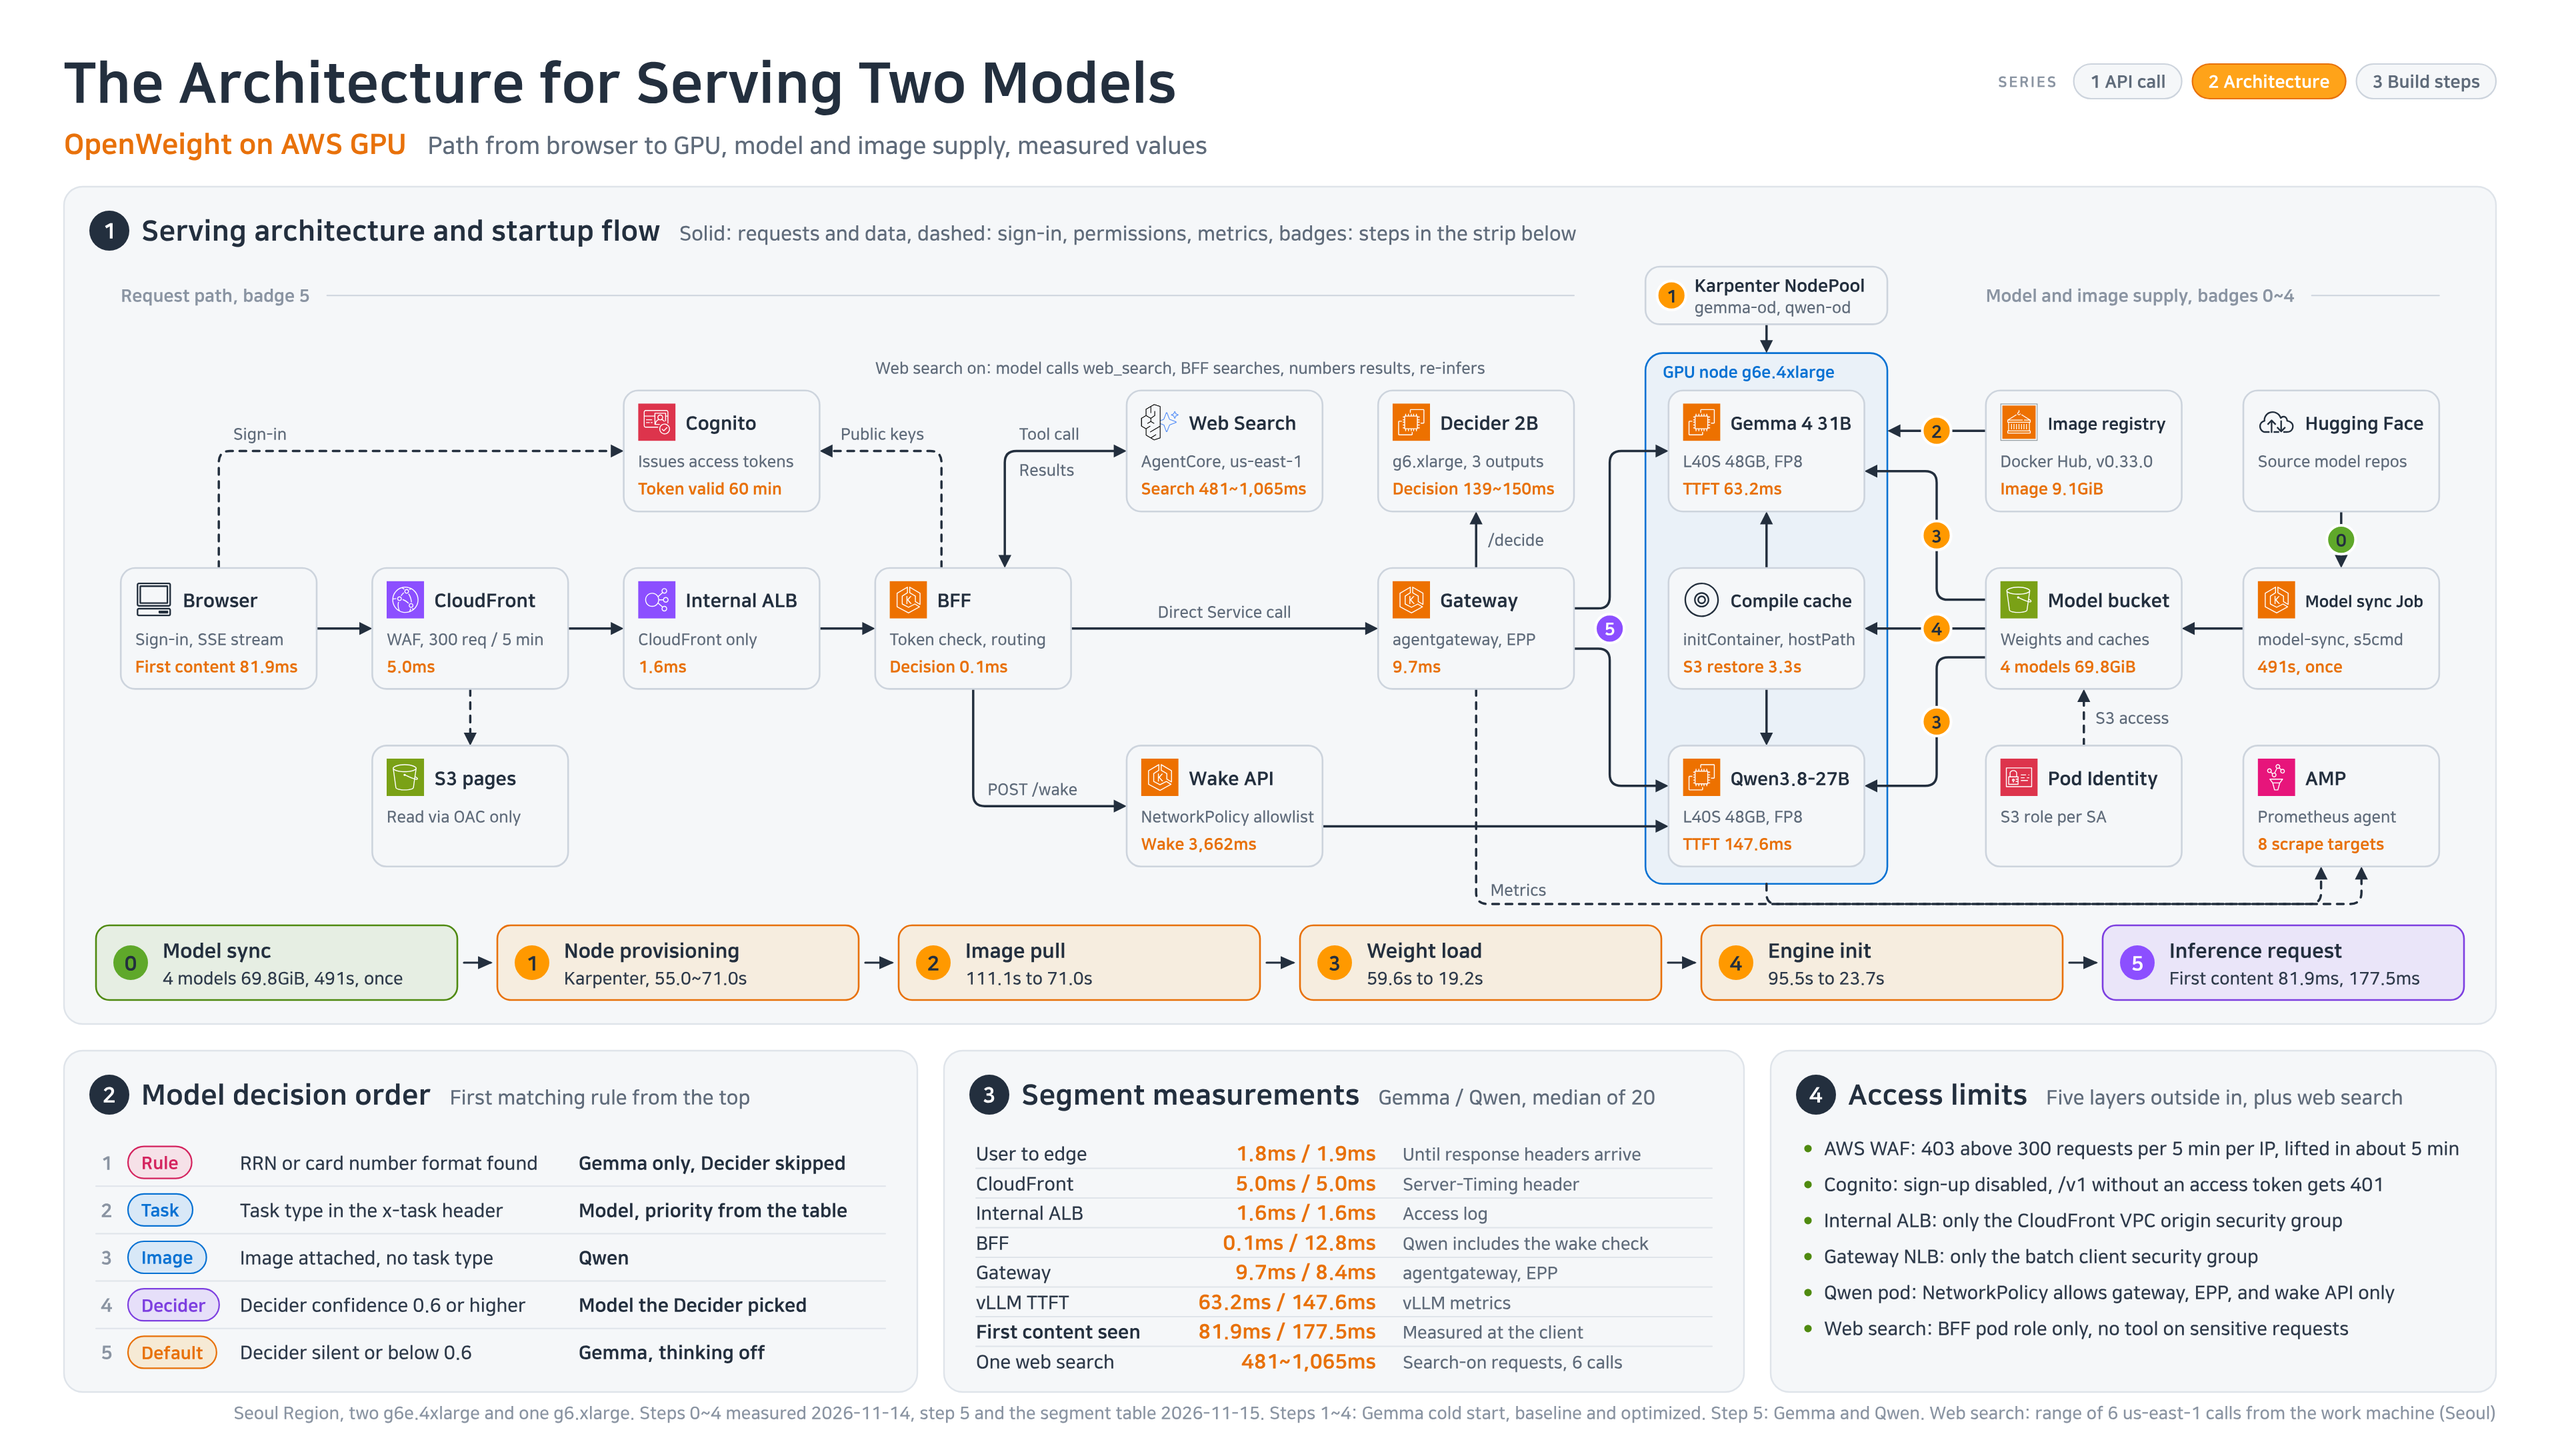 The Architecture for Serving Two Models
SERIES
1 API call
2 Architecture
3 Build steps
OpenWeight on AWS GPU Path from browser to GPU, model and image supply, measured values
1 Serving architecture and startup flow Solid: requests and data, dashed: sign-in, permissions, metrics, badges: steps in the strip below
Request path, badge 5
1 Karpenter NodePool
gemma-od, qwen-od
Model and image supply, badges 0~4
Web search on: model calls web_search, BFF searches, numbers results, re-infers
GPU node g6e.4xlarge
Sign-in
Cognito
Issues access tokens
Token valid 60 min
Public keys
Tool call
Results
Web Search
AgentCore, us-east-1
Search 481~1,065ms
Decider 2B
g6.xlarge, 3 outputs
Decision 139~150ms
Gemma 4 31B
L40S 48GB, FP8
TTFT 63.2ms
2
Image registry
Docker Hub, v0.33.0
Image 9.1GiB
Hugging Face
Source model repos
/decide
3
0
Browser
Sign-in, SSE stream
First content 81.9ms
CloudFront
WAF, 300 req / 5 min
5.0ms
Internal ALB
CloudFront only
1.6ms
BFF
Token check, routing
Decision 0.1ms
Direct Service call
Gateway
agentgateway, EPP
9.7ms
5
Compile cache
initContainer, hostPath
S3 restore 3.3s
4
Model bucket
Weights and caches
4 models 69.8GiB
Model sync Job
model-sync, s5cmd
491s, once
3
S3 access
S3 pages
Read via OAC only
POST /wake
Wake API
NetworkPolicy allowlist
Wake 3,662ms
Qwen3.8-27B
L40S 48GB, FP8
TTFT 147.6ms
Pod Identity
S3 role per SA
AMP
Prometheus agent
8 scrape targets
Metrics
0 Model sync
4 models 69.8GiB, 491s, once
1 Node provisioning
Karpenter, 55.0~71.0s
2 Image pull
111.1s to 71.0s
3 Weight load
59.6s to 19.2s
4 Engine init
95.5s to 23.7s
5 Inference request
First content 81.9ms, 177.5ms
2 Model decision order First matching rule from the top
1 Rule RRN or card number format found Gemma only, Decider skipped
2 Task Task type in the x-task header Model, priority from the table
3 Image Image attached, no task type Qwen
4 Decider Decider confidence 0.6 or higher Model the Decider picked
5 Default Decider silent or below 0.6 Gemma, thinking off
3 Segment measurements Gemma / Qwen, median of 20
User to edge 1.8ms / 1.9ms Until response headers arrive
CloudFront 5.0ms / 5.0ms Server-Timing header
Internal ALB 1.6ms / 1.6ms Access log
BFF 0.1ms / 12.8ms Qwen includes the wake check
Gateway 9.7ms / 8.4ms agentgateway, EPP
vLLM TTFT 63.2ms / 147.6ms vLLM metrics
First content seen 81.9ms / 177.5ms Measured at the client
One web search 481~1,065ms Search-on requests, 6 calls
4 Access limits Five layers outside in, plus web search
• AWS WAF: 403 above 300 requests per 5 min per IP, lifted in about 5 min
• Cognito: sign-up disabled, /v1 without an access token gets 401
• Internal ALB: only the CloudFront VPC origin security group
• Gateway NLB: only the batch client security group
• Qwen pod: NetworkPolicy allows gateway, EPP, and wake API only
• Web search: BFF pod role only, no tool on sensitive requests
Seoul Region, two g6e.4xlarge and one g6.xlarge. Steps 0~4 measured 2026-11-14, step 5 and the segment table 2026-11-15. Steps 1~4: Gemma cold start, baseline and optimized. Step 5: Gemma and Qwen. Web search: range of 6 us-east-1 calls from the work machine (Seoul)